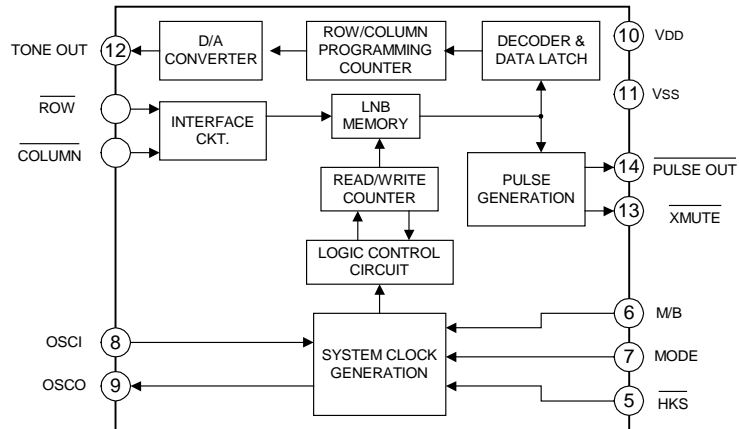 TONE OUT
12
D/A
CONVERTER
ROW/COLUMN
PROGRAMMING
COUNTER
DECODER &
DATA LATCH
10
VDD
11
VSS
ROW
COLUMN
INTERFACE
CKT.
LNB
MEMORY
READ/WRITE
COUNTER
PULSE
GENERATION
14
PULSE OUT
13
XMUTE
LOGIC CONTROL
CIRCUIT
OSCI
8
OSCO
9
SYSTEM CLOCK
GENERATION
6
M/B
7
MODE
5
HKS